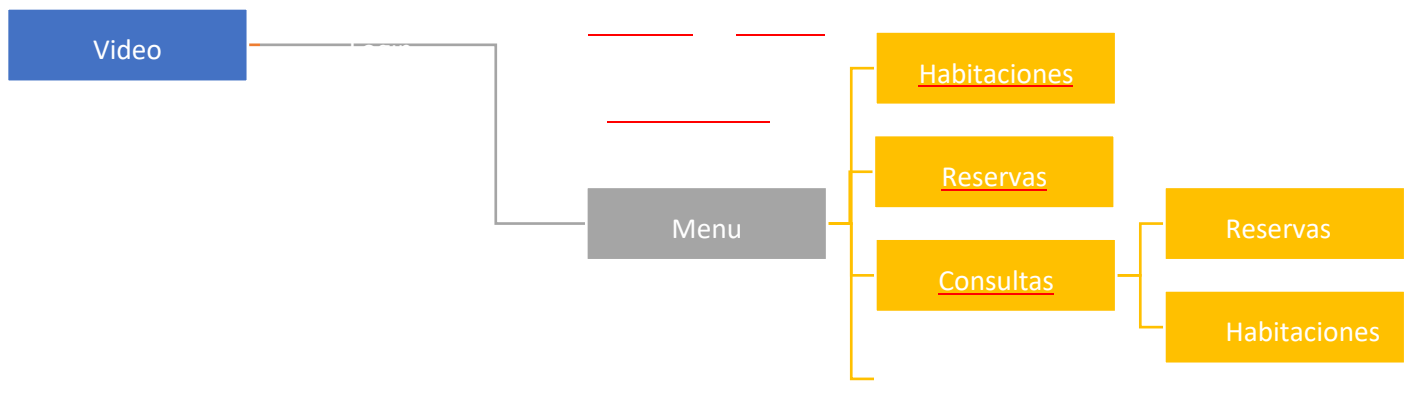 Video
Habitaciones
Reservas
Menu
Consultas
Reservas
Habitaciones